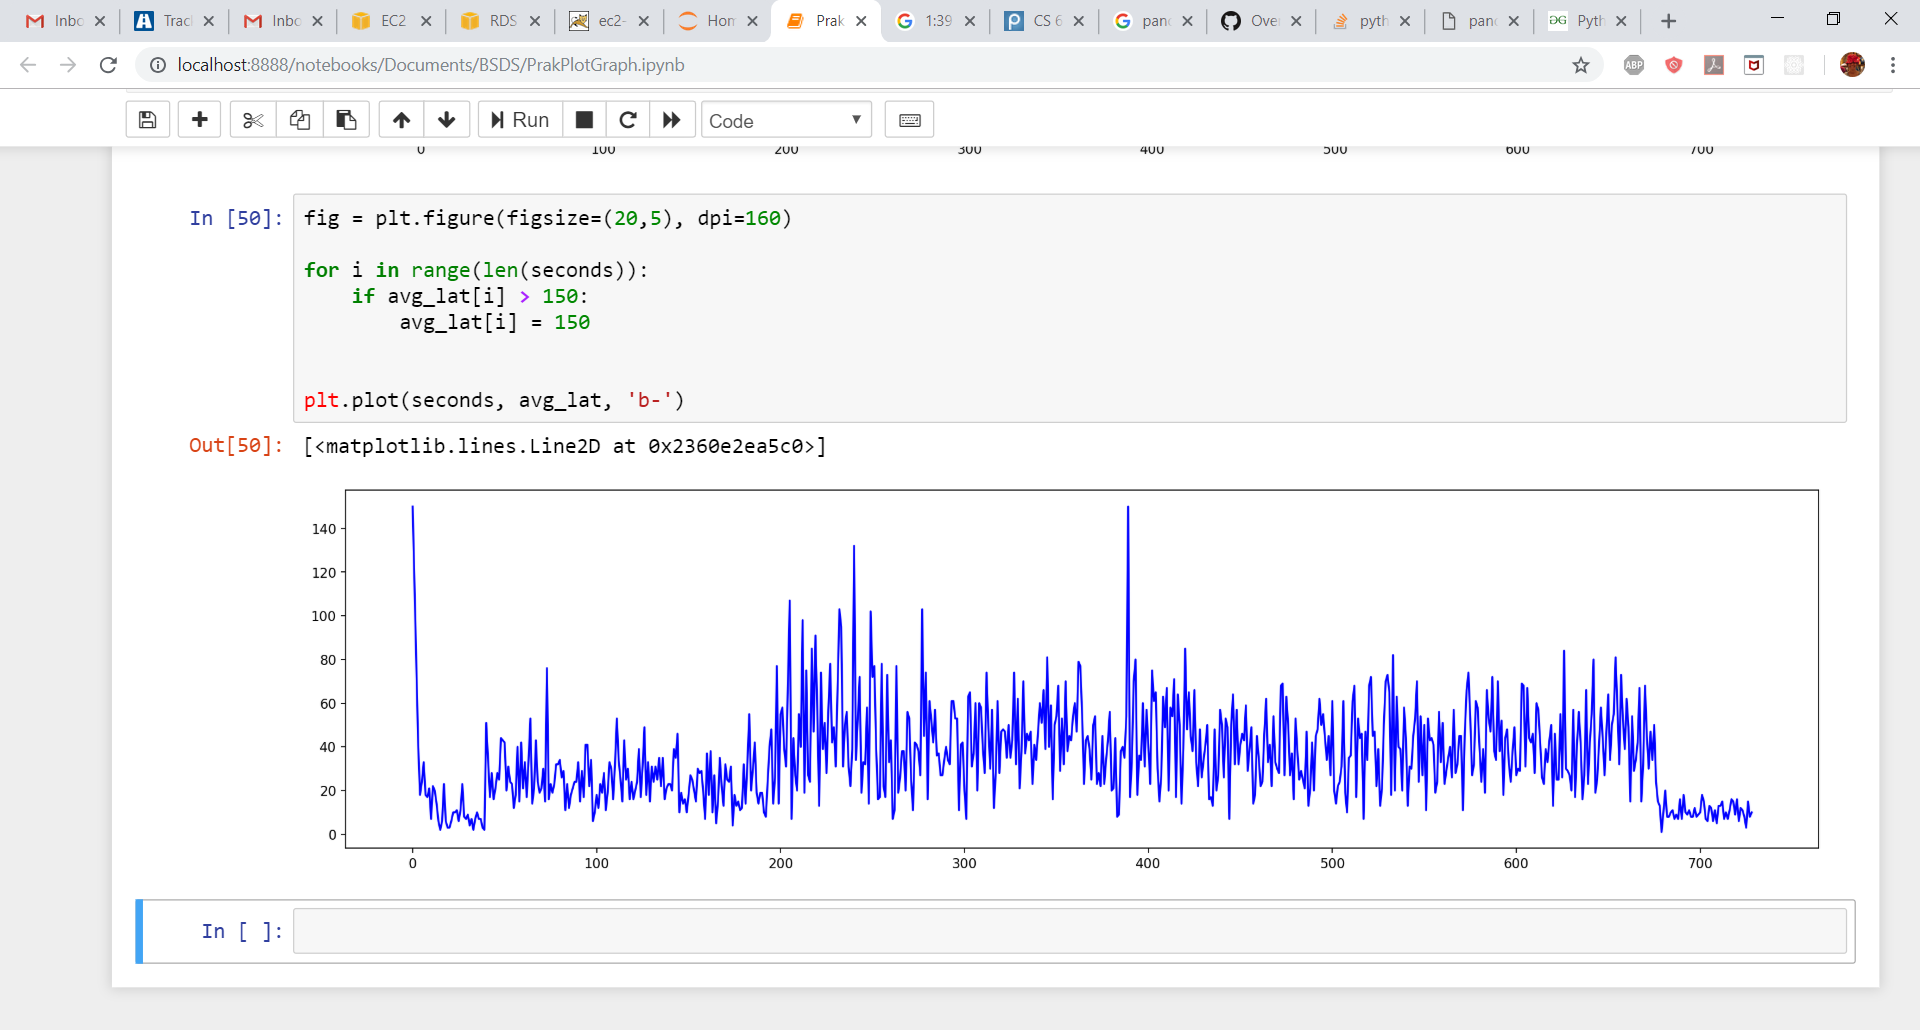 Inbo
Trac
Inbo
EC2
RDS
ec2-
Hom
Prak
1:39
CS 6
pand
Over
pyth
pand
Pyth
localhost:8888/notebooks/Documents/BSDS/PrakPlotGraph.ipynb
ABP
Run
Code
0 100 200 300 400 500 600 700
In [50]:
fig = plt.figure(figsize=(20,5), dpi=160)
for i in range(len(seconds)):
if avg_lat[i] > 150:
avg_lat[i] = 150
plt.plot(seconds, avg_lat, 'b-')
Out[50]:
[<matplotlib.lines.Line2D at 0x2360e2ea5c0>]
140
120
100
80
60
40
20
0
0 100 200 300 400 500 600 700
In [ ]: